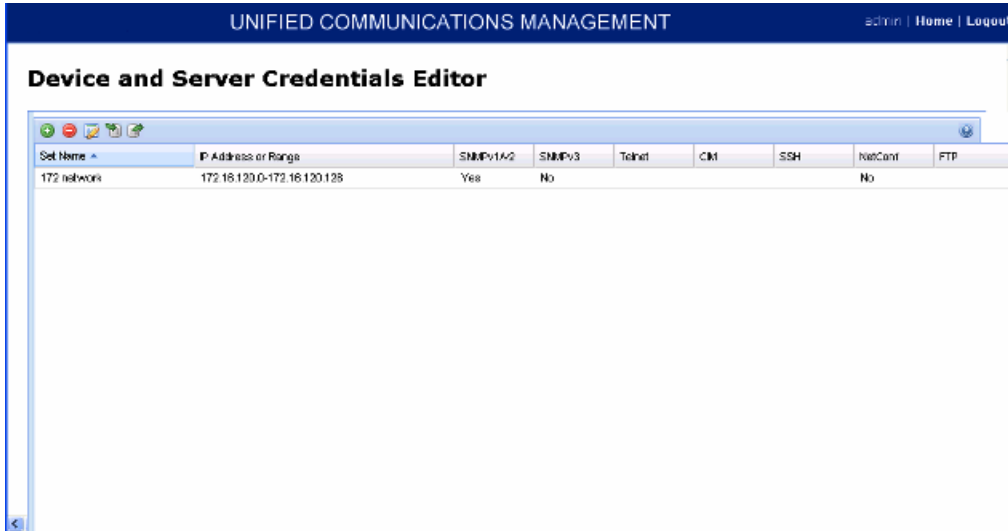 UNIFIED COMMUNICATIONS MANAGEMENT
admin | Home | Logout
Device and Server Credentials Editor
Set Name IP Address or Range SNMPv1/v2 SNMPv3 Telnet CIM SSH NetConf FTP
172 network 172.16.120.0-172.16.120.128 Yes No No